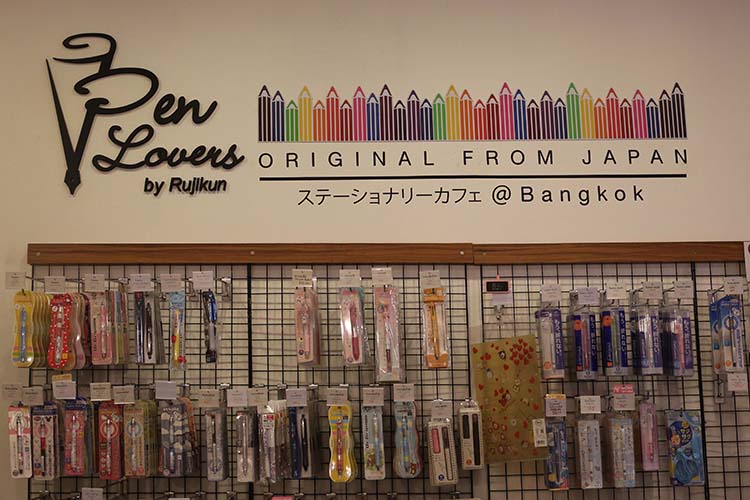 Pen
Lovers
by Rujikun
ORIGINAL FROM JAPAN
ステーショナリーカフェ @ Bangkok